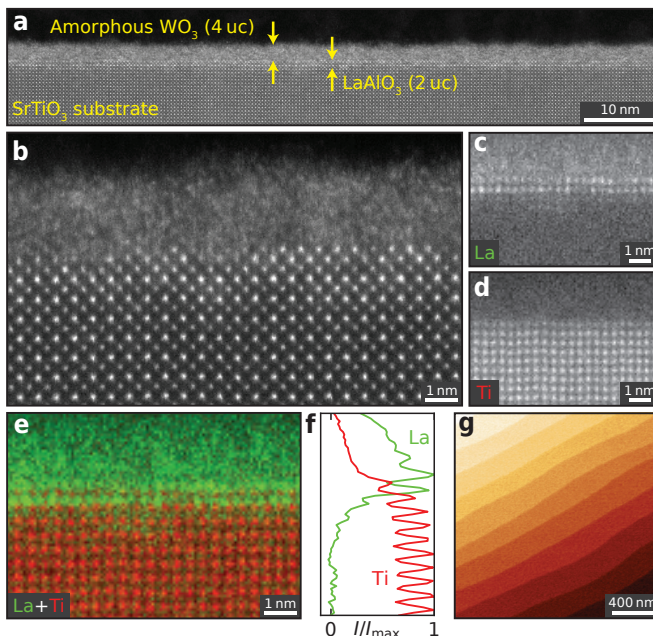 a
Amorphous WO₃ (4 uc)
LaAlO₃ (2 uc)
SrTiO₃ substrate
10 nm
b
1 nm
c
La
1 nm
d
Ti
1 nm
e
La+Ti
1 nm
f
La
Ti
0 I/Imax 1
g
400 nm